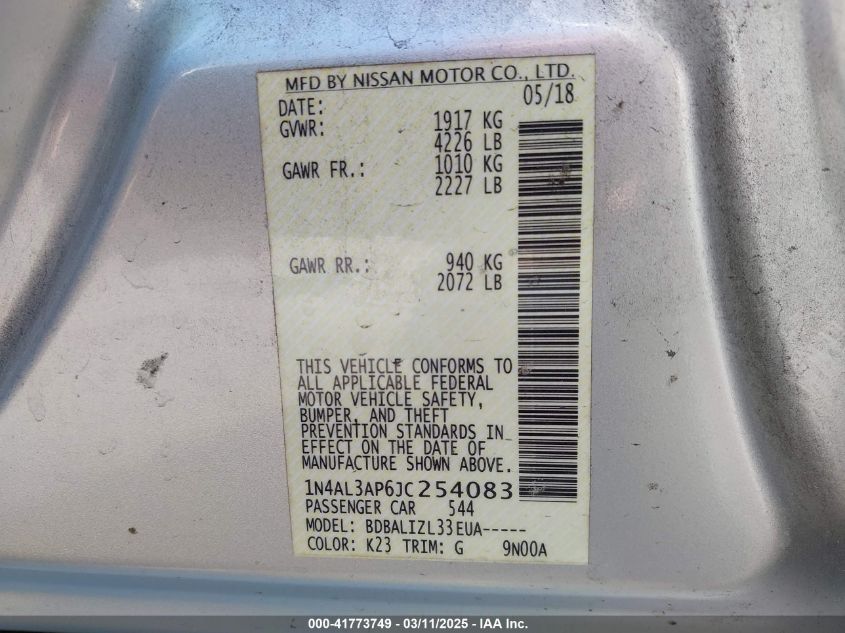 MFD BY NISSAN MOTOR CO., LTD.
DATE: 05/18
GVWR: 1917 KG
4226 LB
GAWR FR.: 1010 KG
2227 LB
GAWR RR.: 940 KG
2072 LB
THIS VEHICLE CONFORMS TO
ALL APPLICABLE FEDERAL
MOTOR VEHICLE SAFETY,
BUMPER, AND THEFT
PREVENTION STANDARDS IN
EFFECT ON THE DATE OF
MANUFACTURE SHOWN ABOVE.
1N4AL3AP6JC254083
PASSENGER CAR 544
MODEL: BDBALIZL33EUA-----
COLOR: K23 TRIM: G 9N00A
000-41773749 - 03/11/2025 - IAA Inc.